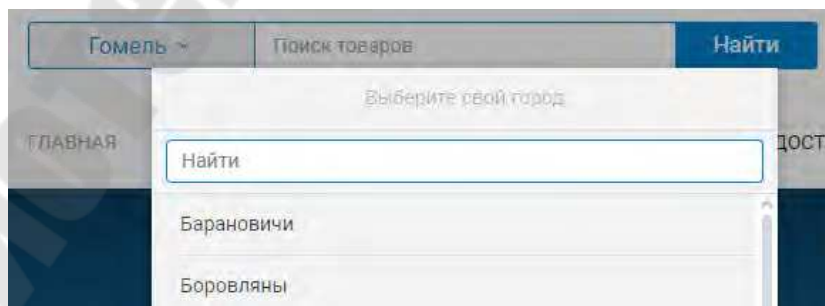 Гомель
Поиск товаров
Найти
Выберите свой город
ГЛАВНАЯ
ДОСТ
Найти
Барановичи
Боровляны